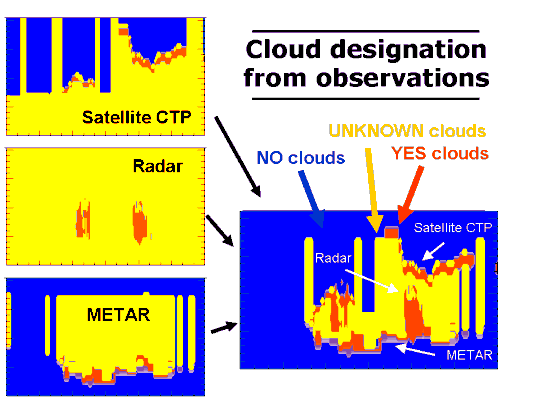 Cloud designation
from observations
Satellite CTP
Radar
METAR
UNKNOWN clouds
NO clouds
YES clouds
Satellite CTP
Radar
METAR